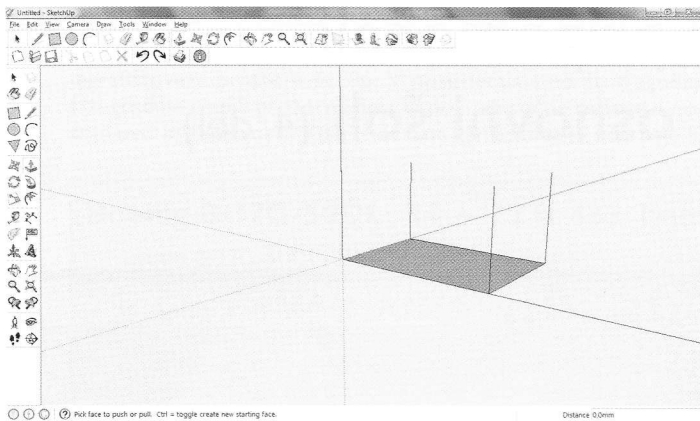 Untitled - SketchUp
File Edit View Camera Draw Tools Window Help
Pick face to push or pull. Ctrl = toggle create new starting face.
Distance 0.0mm